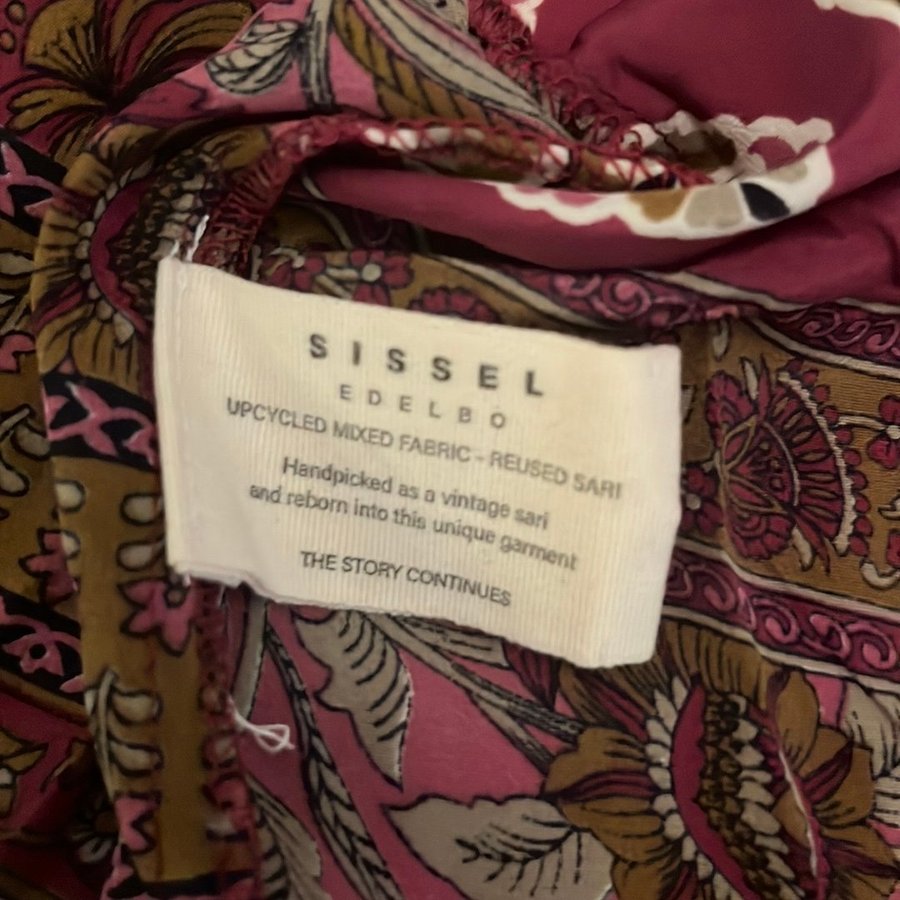 SISSEL
EDELBO
UPCYCLED MIXED FABRIC - REUSED SARI
Handpicked as a vintage sari
and reborn into this unique garment
THE STORY CONTINUES